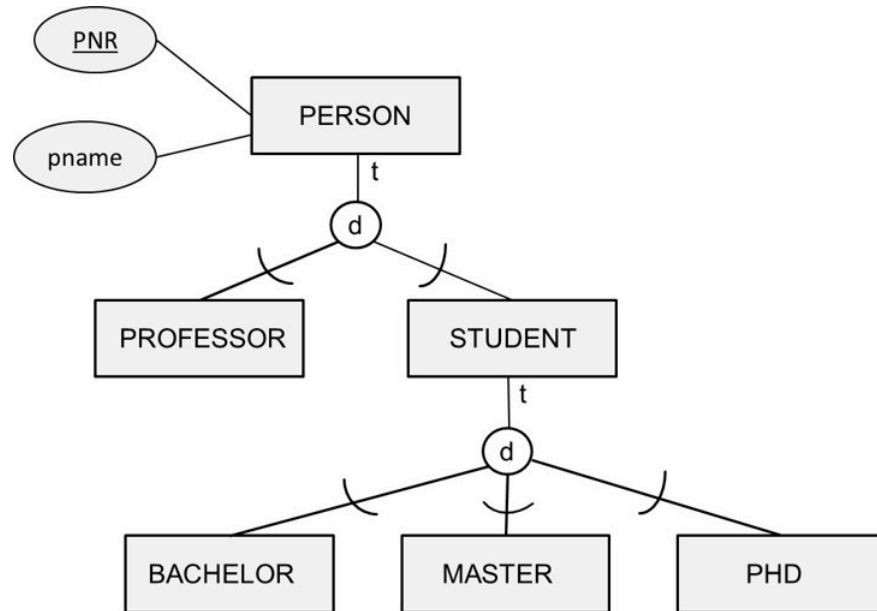 PNR
PERSON
pname
t
d
PROFESSOR
STUDENT
t
d
BACHELOR
MASTER
PHD